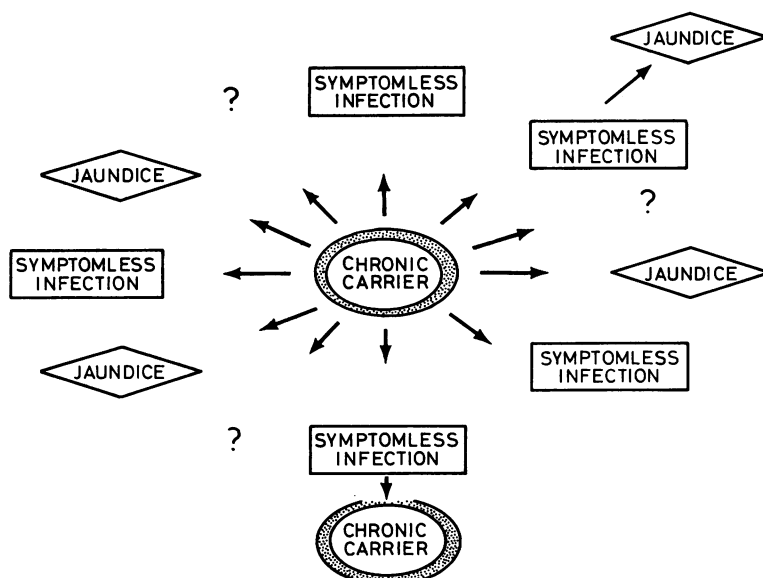 JAUNDICE
SYMPTOMLESS
INFECTION
?
SYMPTOMLESS
INFECTION
JAUNDICE
?
CHRONIC
CARRIER
SYMPTOMLESS
INFECTION
JAUNDICE
JAUNDICE
SYMPTOMLESS
INFECTION
?
SYMPTOMLESS
INFECTION
CHRONIC
CARRIER